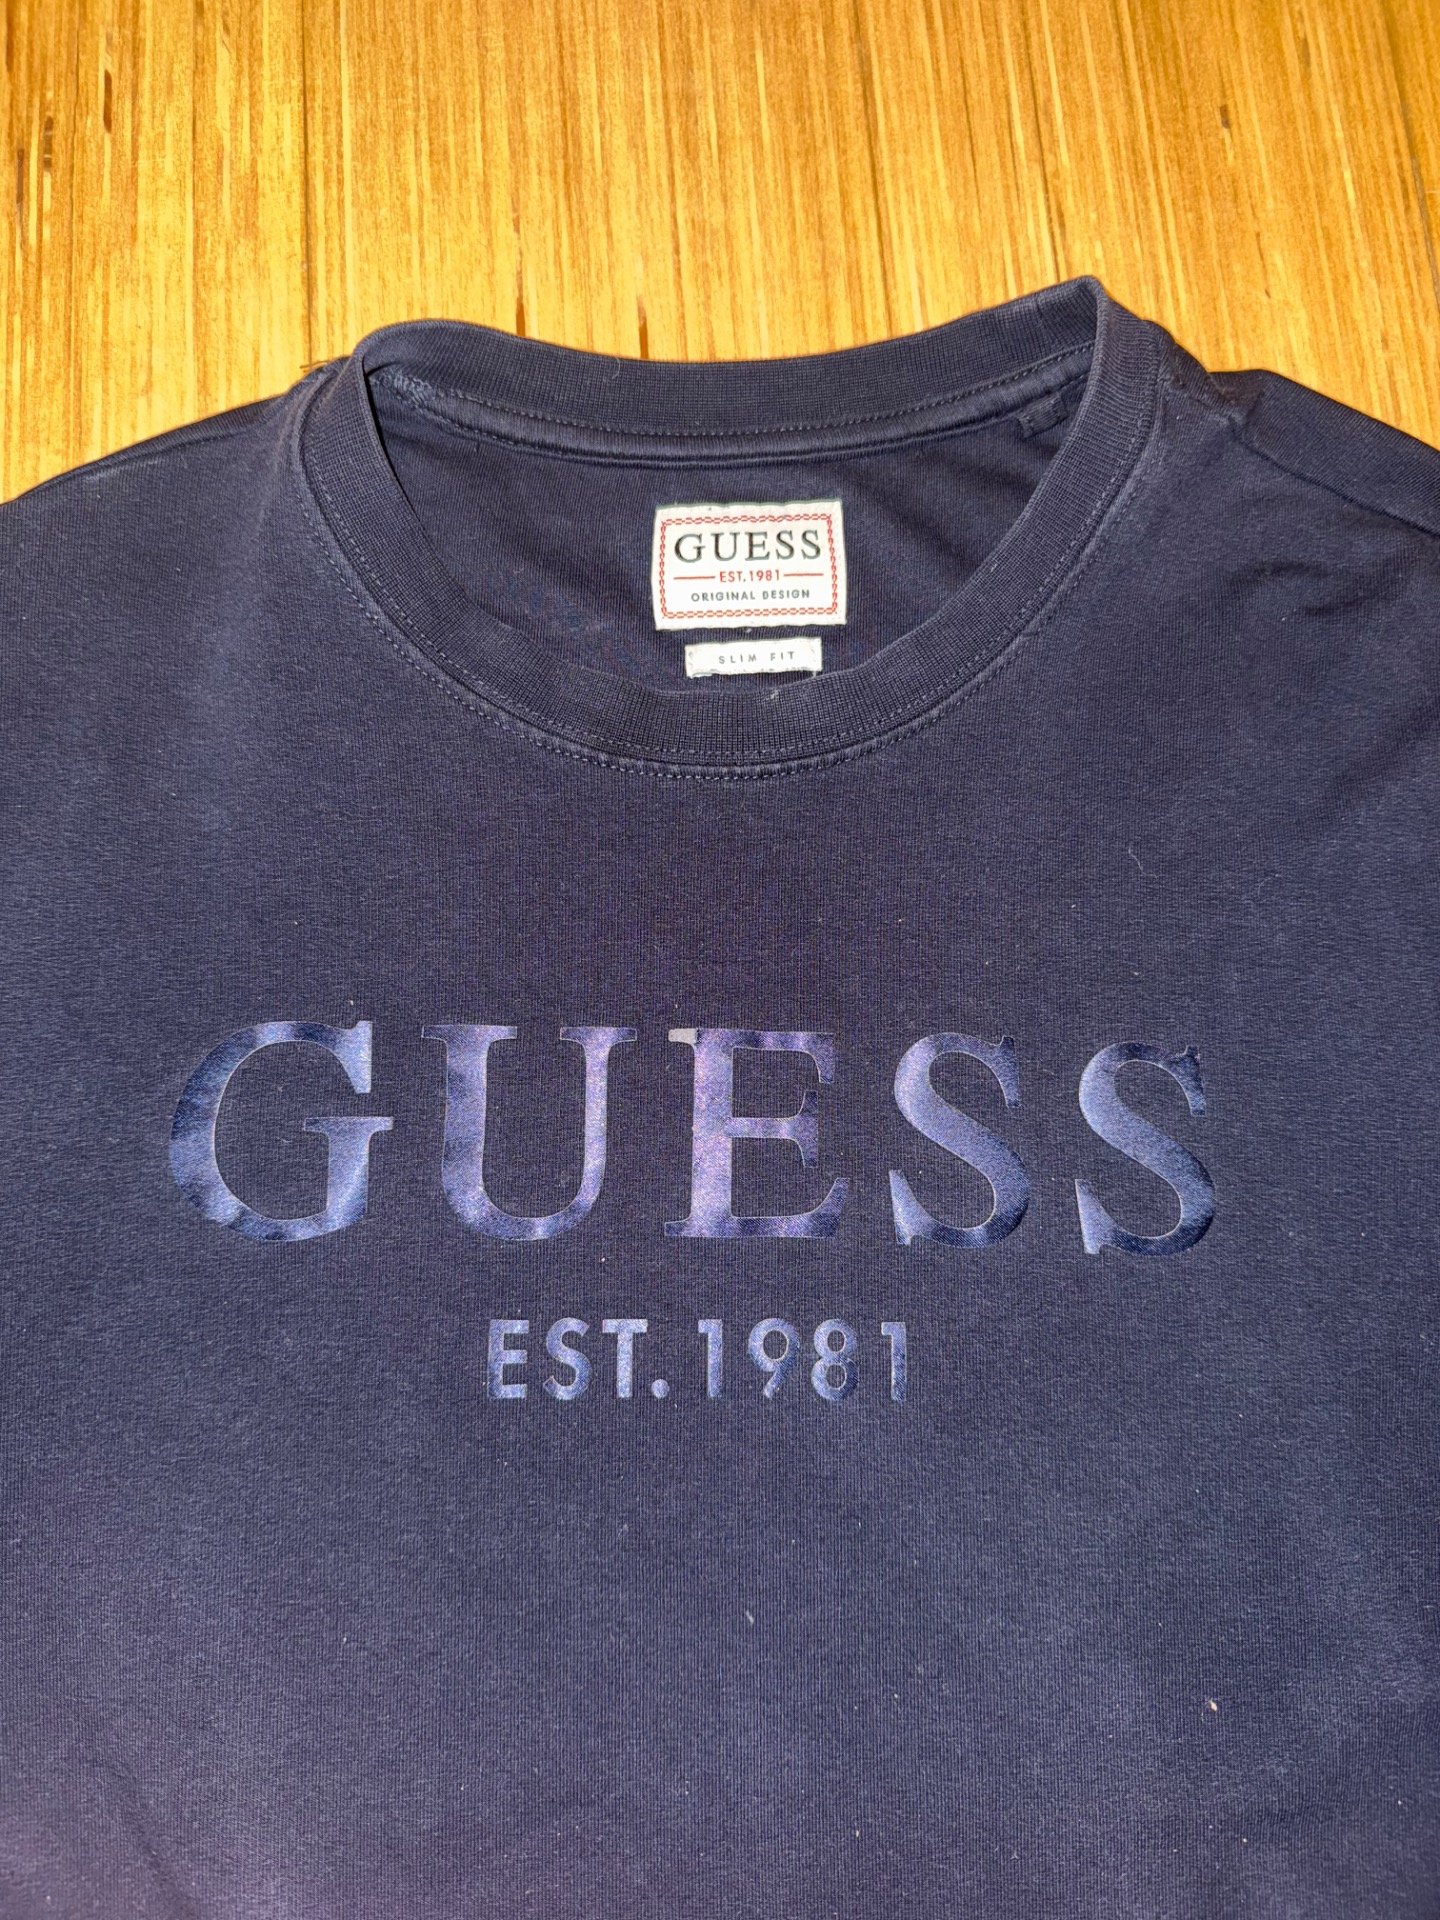 GUESS
EST. 1981
ORIGINAL DESIGN
SLIM FIT
GUESS
EST. 1981